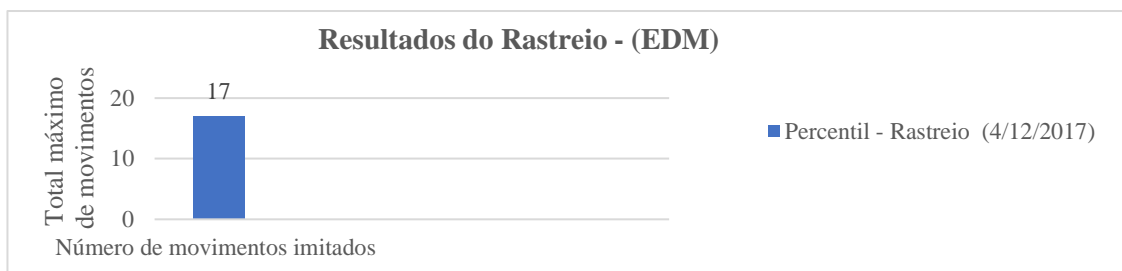 Resultados do Rastreio - (EDM)
Total máximo
de movimentos
20
10
0
17
Número de movimentos imitados
Percentil - Rastreio (4/12/2017)